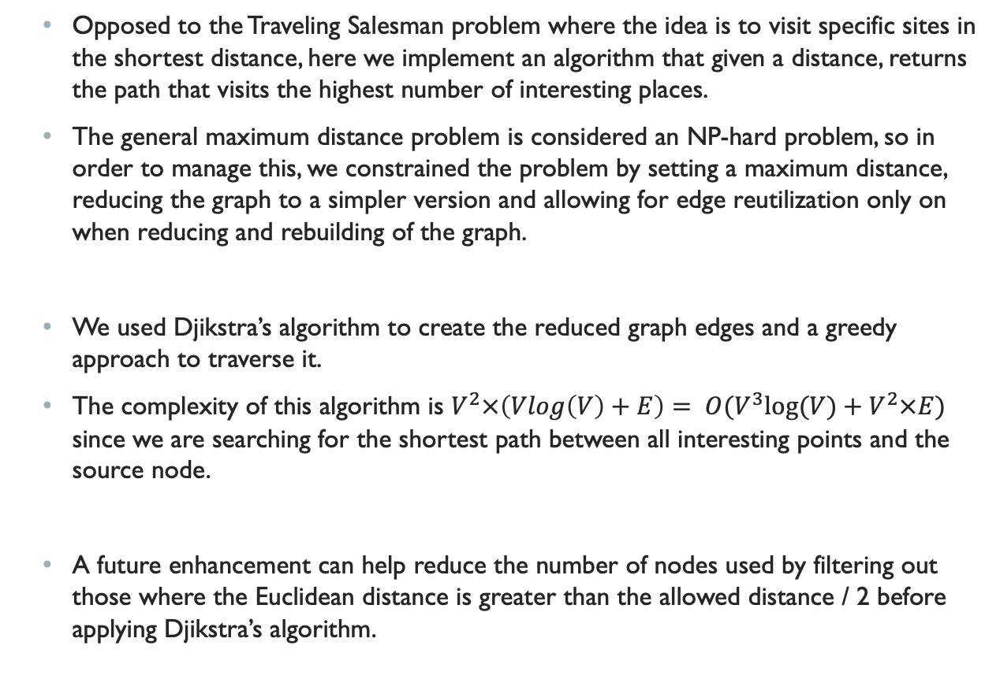 • Opposed to the Traveling Salesman problem where the idea is to visit specific sites in
the shortest distance, here we implement an algorithm that given a distance, returns
the path that visits the highest number of interesting places.
• The general maximum distance problem is considered an NP-hard problem, so in
order to manage this, we constrained the problem by setting a maximum distance,
reducing the graph to a simpler version and allowing for edge reutilization only on
when reducing and rebuilding of the graph.
• We used Djikstra’s algorithm to create the reduced graph edges and a greedy
approach to traverse it.
• The complexity of this algorithm is V²×(Vlog(V) + E) = O(V³log(V) + V²×E)
since we are searching for the shortest path between all interesting points and the
source node.
• A future enhancement can help reduce the number of nodes used by filtering out
those where the Euclidean distance is greater than the allowed distance / 2 before
applying Djikstra’s algorithm.